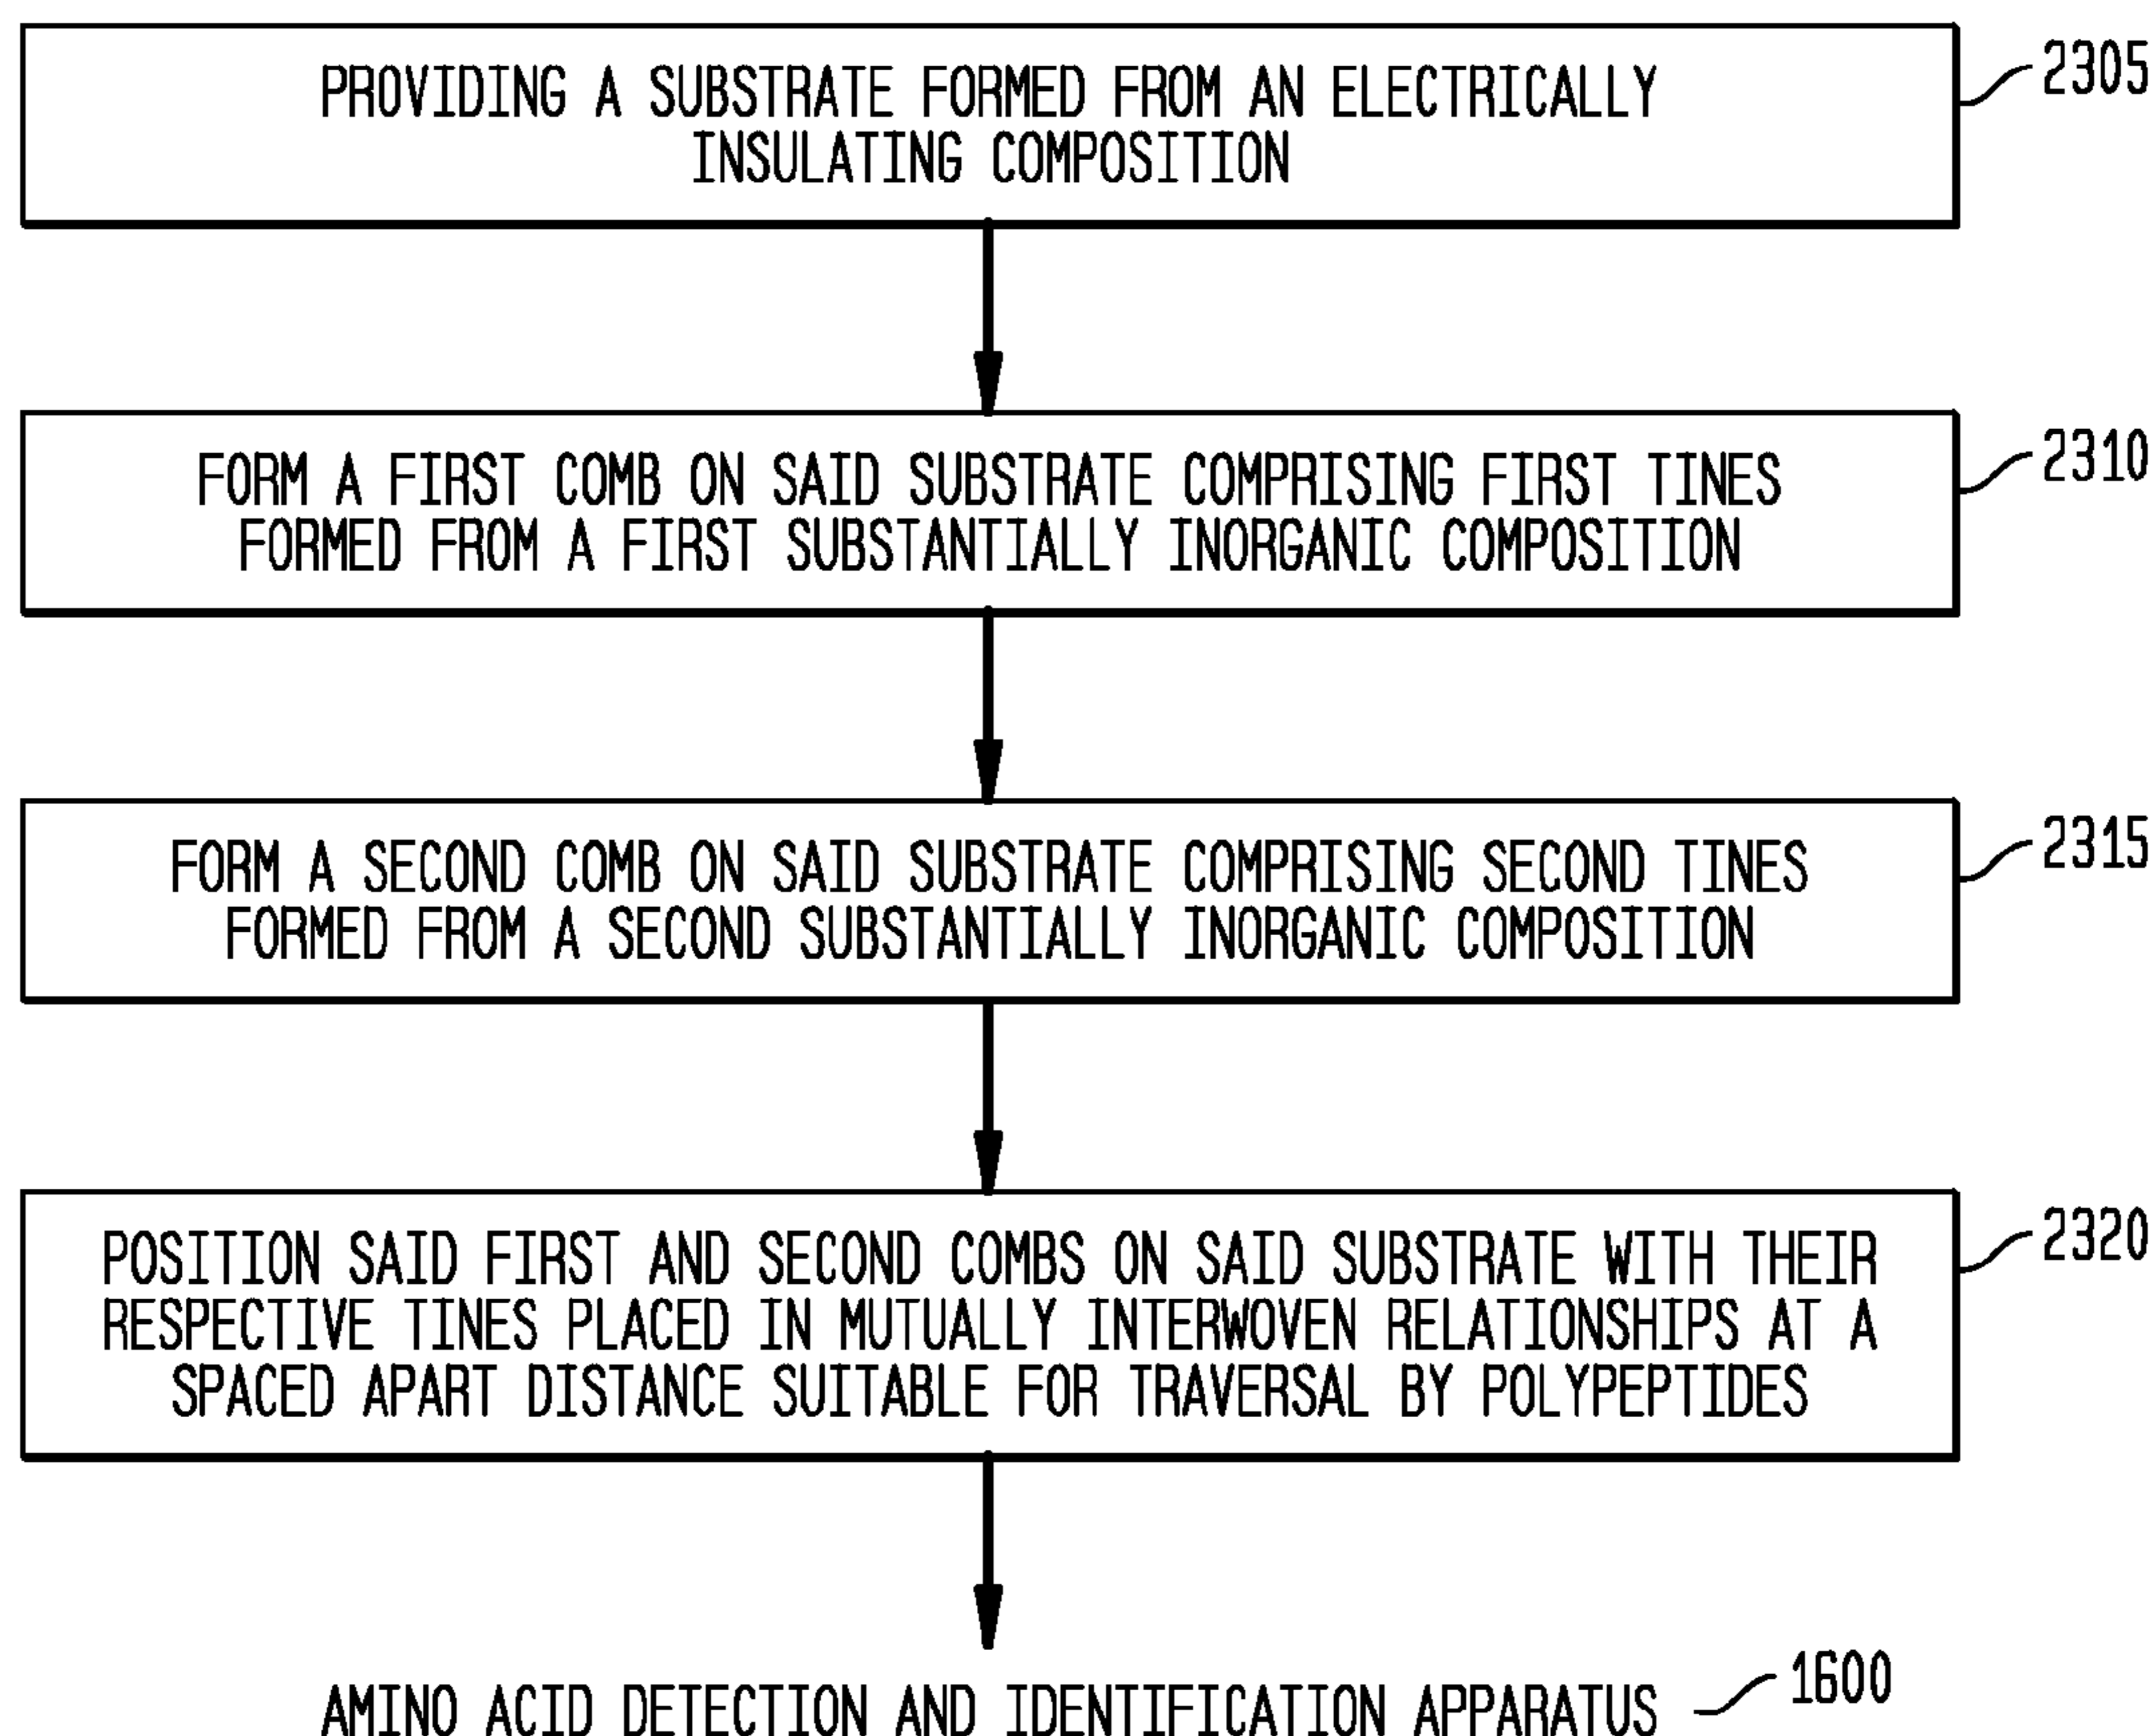 PROVIDING A SUBSTRATE FORMED FROM AN ELECTRICALLY
INSULATING COMPOSITION
2305
FORM A FIRST COMB ON SAID SUBSTRATE COMPRISING FIRST TINES
FORMED FROM A FIRST SUBSTANTIALLY INORGANIC COMPOSITION
2310
FORM A SECOND COMB ON SAID SUBSTRATE COMPRISING SECOND TINES
FORMED FROM A SECOND SUBSTANTIALLY INORGANIC COMPOSITION
2315
POSITION SAID FIRST AND SECOND COMBS ON SAID SUBSTRATE WITH THEIR
RESPECTIVE TINES PLACED IN MUTUALLY INTERWOVEN RELATIONSHIPS AT A
SPACED APART DISTANCE SUITABLE FOR TRAVERSAL BY POLYPEPTIDES
2320
AMINO ACID DETECTION AND IDENTIFICATION APPARATUS
1600